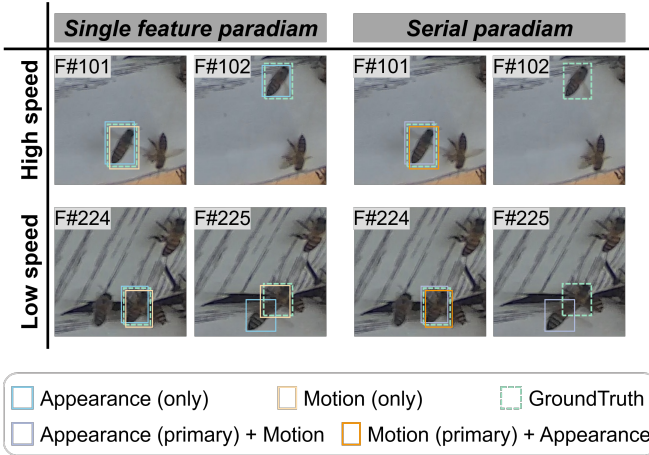 Single feature paradiam Serial paradiam
High speed
F#101 F#102 F#101 F#102
Low speed
F#224 F#225 F#224 F#225
Appearance (only) Motion (only) GroundTruth
Appearance (primary) + Motion Motion (primary) + Appearance